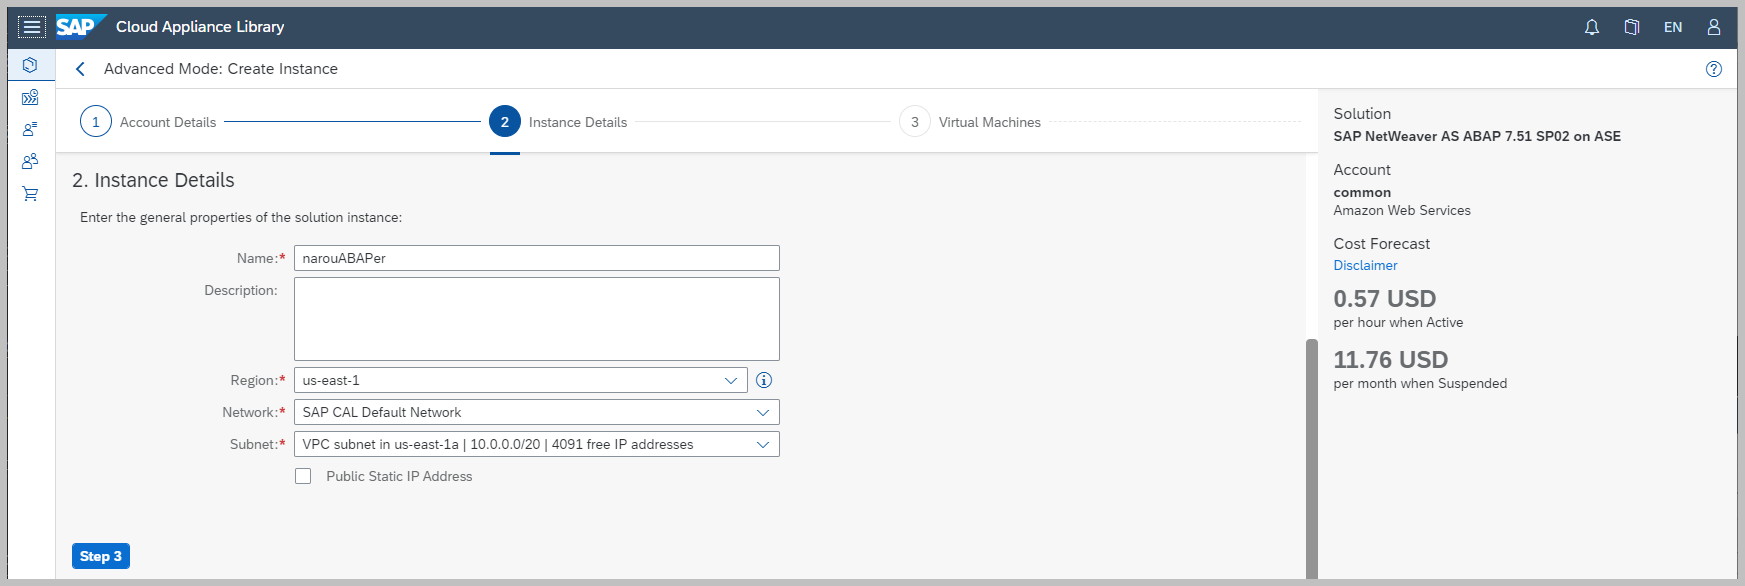 SAP Cloud Appliance Library EN
Advanced Mode: Create Instance
1 Account Details 2 Instance Details 3 Virtual Machines
2. Instance Details
Enter the general properties of the solution instance:
Name:* narouABAPer
Description:
Region:* us-east-1
Network:* SAP CAL Default Network
Subnet:* VPC subnet in us-east-1a | 10.0.0.0/20 | 4091 free IP addresses
Public Static IP Address
Step 3
Solution
SAP NetWeaver AS ABAP 7.51 SP02 on ASE
Account
common
Amazon Web Services
Cost Forecast
Disclaimer
0.57 USD
per hour when Active
11.76 USD
per month when Suspended